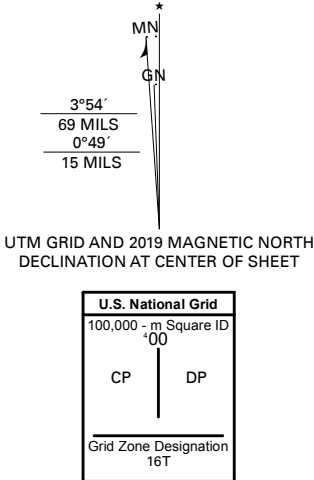 ★
MN
GN
3°54´
69 MILS
0°49´
15 MILS
UTM GRID AND 2019 MAGNETIC NORTH
DECLINATION AT CENTER OF SHEET
U.S. National Grid
100,000 - m Square ID
⁴00
CP DP
Grid Zone Designation
16T